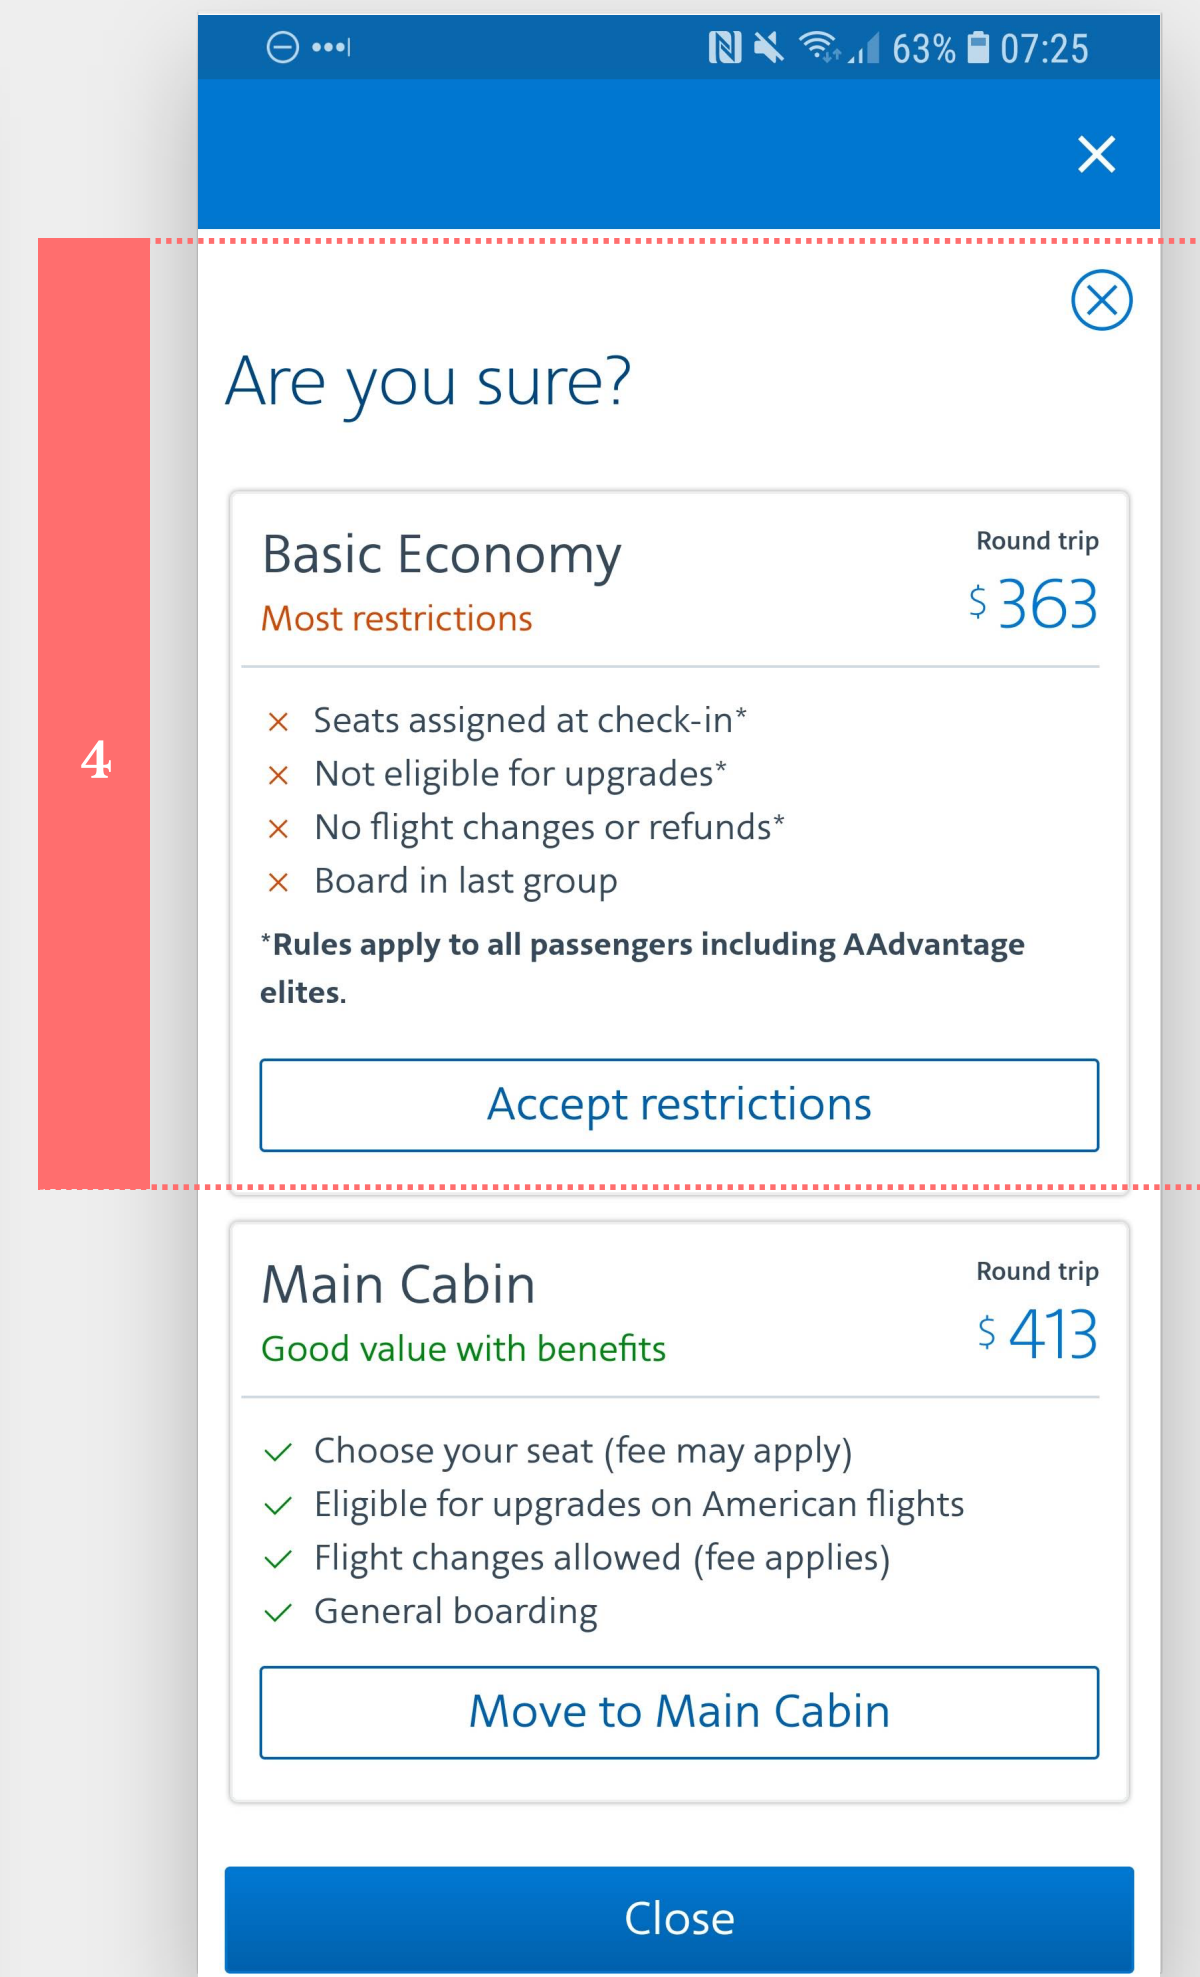 63% 07:25
Are you sure?
Basic Economy
Round trip
Most restrictions
$363
Seats assigned at check-in*
Not eligible for upgrades*
No flight changes or refunds*
4
Board in last group
*Rules apply to all passengers including AAdvantage
elites.
Accept restrictions
Main Cabin
Round trip
Good value with benefits
$413
Choose your seat (fee may apply)
Eligible for upgrades on American flights
Flight changes allowed (fee applies)
General boarding
Move to Main Cabin
Close